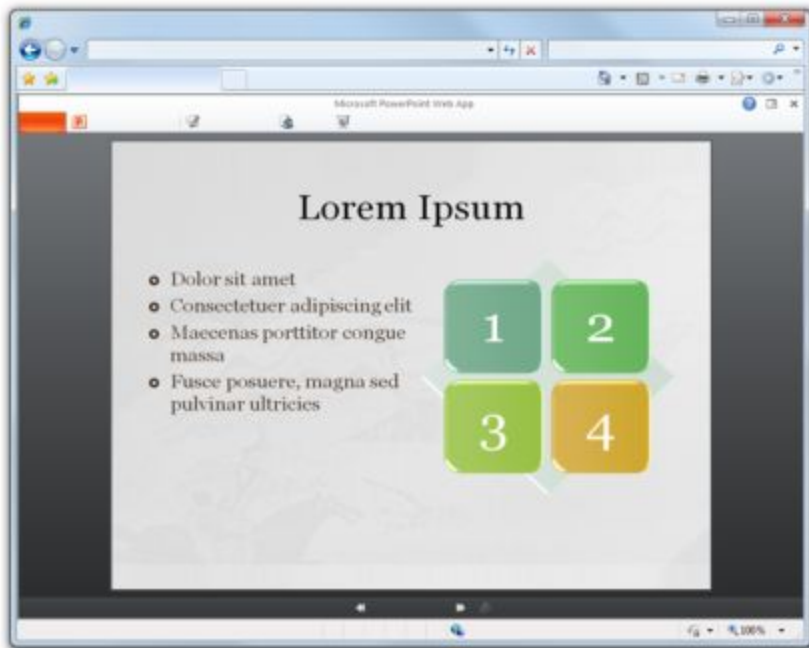 Microsoft PowerPoint Web App
Lorem Ipsum
Dolor sit amet
Consectetuer adipiscing elit
Maecenas porttitor congue
massa
Fusce posuere, magna sed
pulvinar ultricies
1
2
3
4
100%